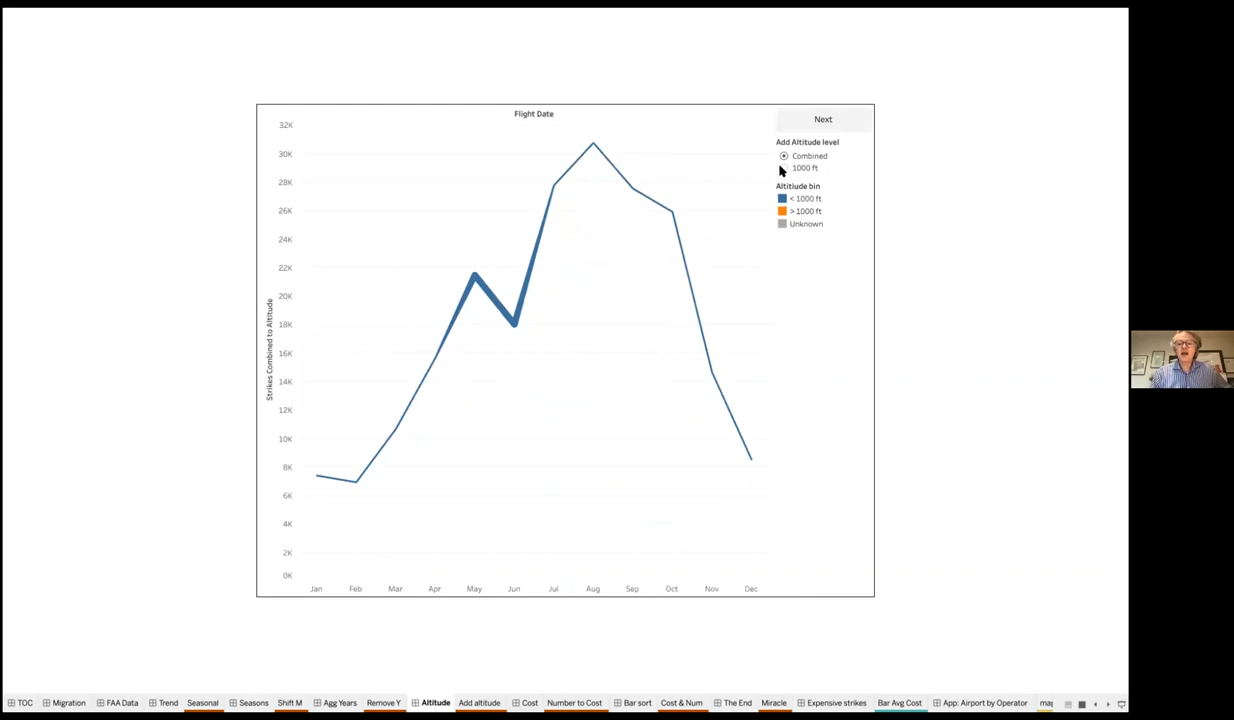 Flight Date
32K
30K
28K
26K
24K
22K
20K
18K
16K
14K
12K
10K
8K
6K
4K
2K
0K
Strikes Combined to Altitude
Jan Feb Mar Apr May Jun Jul Aug Sep Oct Nov Dec
Next
Add Altitude level
Combined
1000 ft
Altitiude bin
< 1000 ft
> 1000 ft
Unknown
TOC Migration FAA Data Trend Seasonal Seasons Shift M Agg Years Remove Y Altitude Add altitude Cost Number to Cost Bar sort Cost & Num The End Miracle Expensive strikes Bar Avg Cost App: Airport by Operator